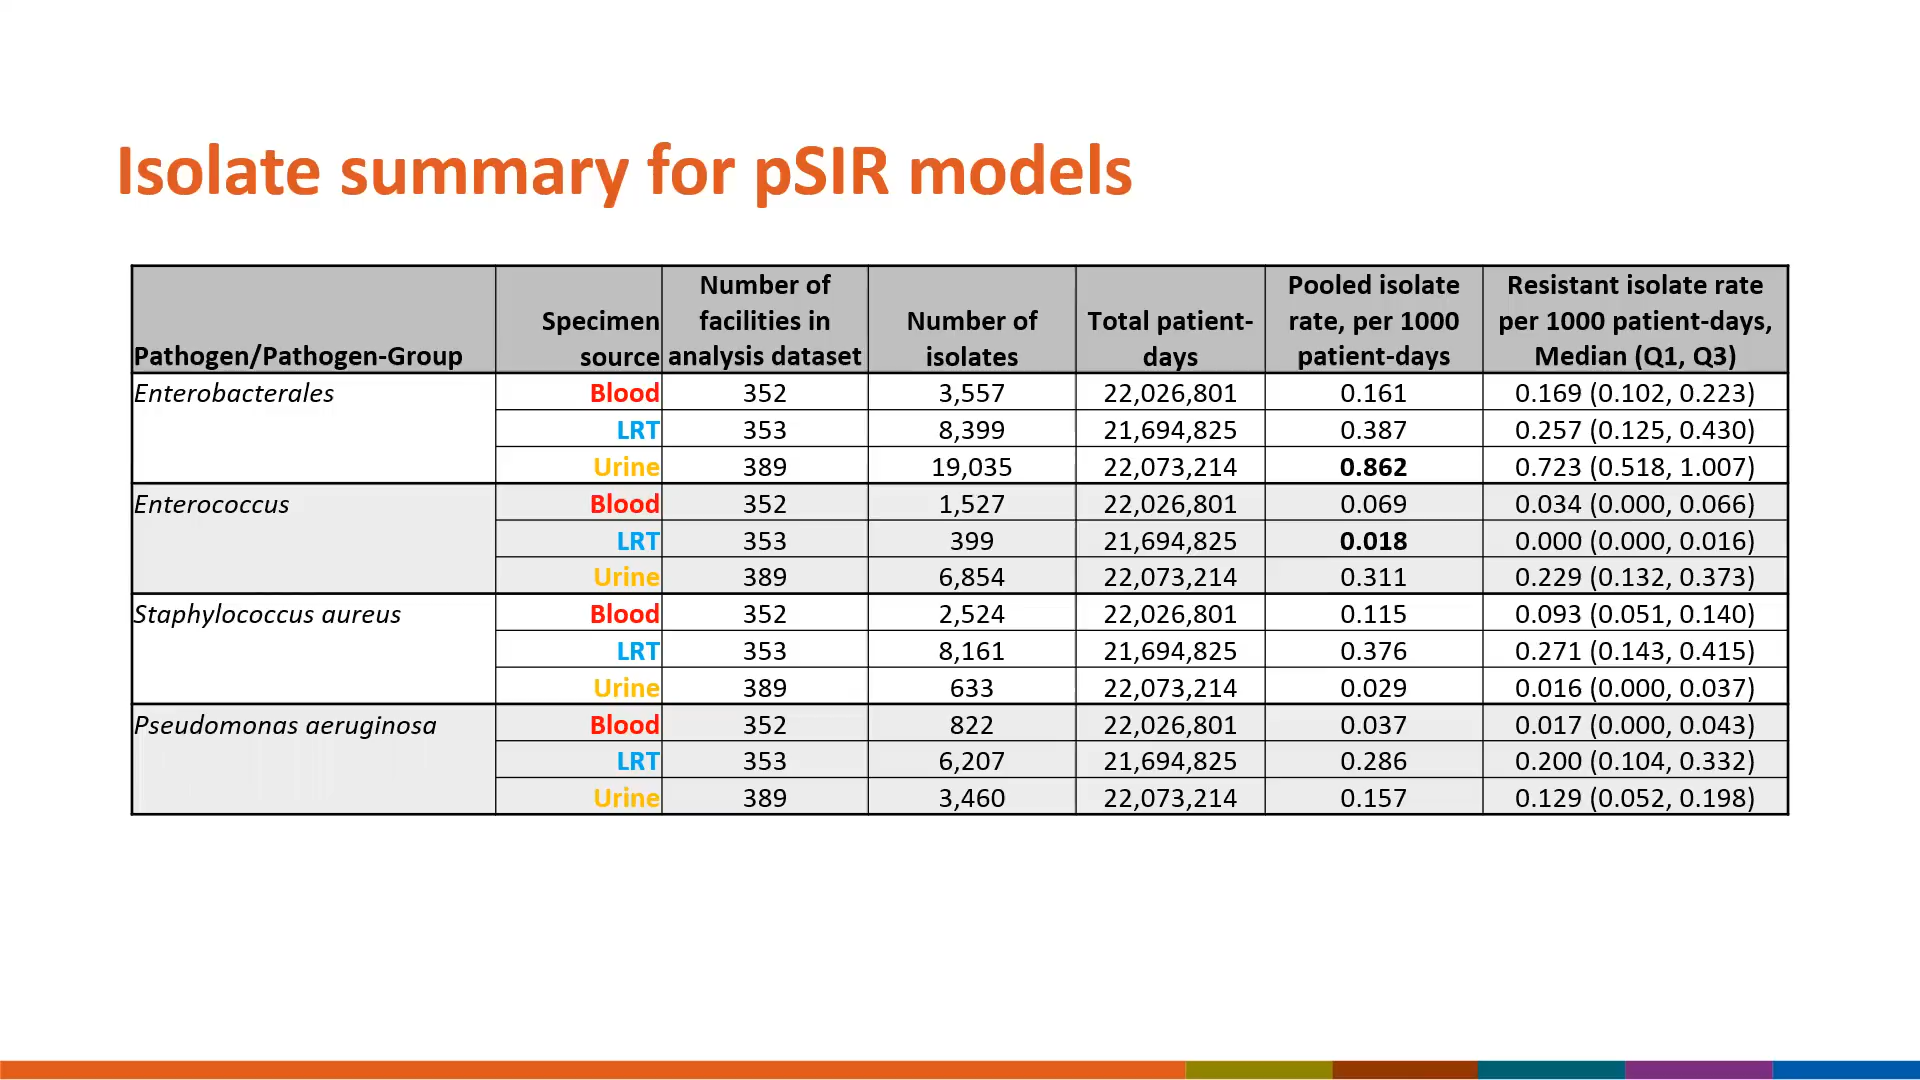 Isolate summary for pSIR models
Pathogen/Pathogen-Group Specimen source Number of facilities in analysis dataset Number of isolates Total patient-days Pooled isolate rate, per 1000 patient-days Resistant isolate rate per 1000 patient-days, Median (Q1, Q3)
Enterobacterales Blood 352 3,557 22,026,801 0.161 0.169 (0.102, 0.223)
LRT 353 8,399 21,694,825 0.387 0.257 (0.125, 0.430)
Urine 389 19,035 22,073,214 0.862 0.723 (0.518, 1.007)
Enterococcus Blood 352 1,527 22,026,801 0.069 0.034 (0.000, 0.066)
LRT 353 399 21,694,825 0.018 0.000 (0.000, 0.016)
Urine 389 6,854 22,073,214 0.311 0.229 (0.132, 0.373)
Staphylococcus aureus Blood 352 2,524 22,026,801 0.115 0.093 (0.051, 0.140)
LRT 353 8,161 21,694,825 0.376 0.271 (0.143, 0.415)
Urine 389 633 22,073,214 0.029 0.016 (0.000, 0.037)
Pseudomonas aeruginosa Blood 352 822 22,026,801 0.037 0.017 (0.000, 0.043)
LRT 353 6,207 21,694,825 0.286 0.200 (0.104, 0.332)
Urine 389 3,460 22,073,214 0.157 0.129 (0.052, 0.198)